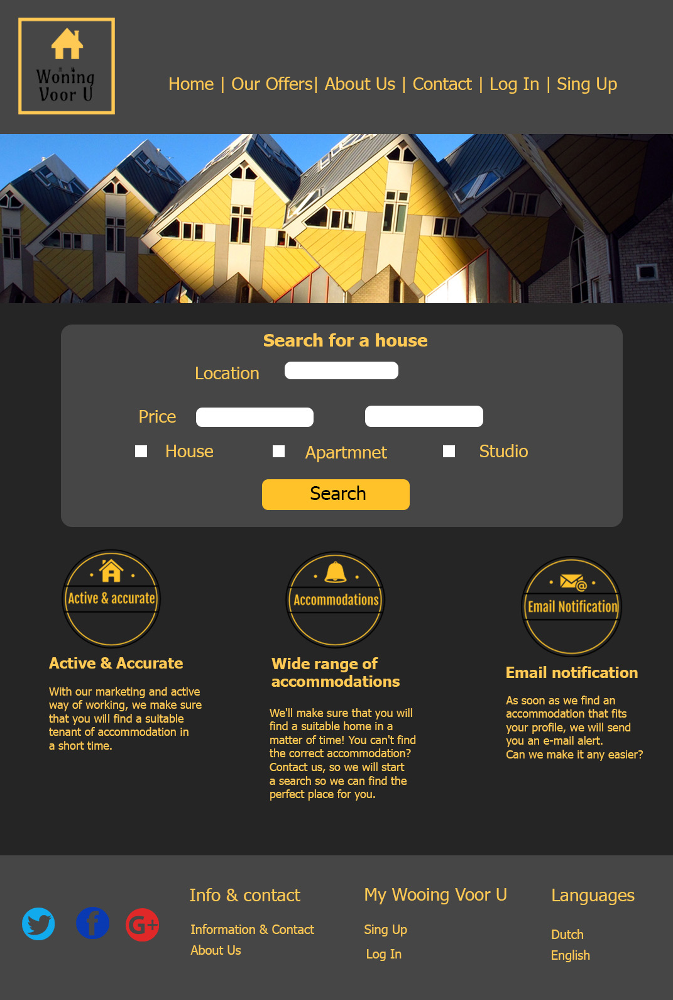 Woning
Voor U
Home | Our Offers| About Us | Contact | Log In | Sing Up
Search for a house
Location
Price
House
Apartmnet
Studio
Search
Active & accurate
Accommodations
Email Notification
Active & Accurate
With our marketing and active
way of working, we make sure
that you will find a suitable
tenant of accommodation in
a short time.
Wide range of
accommodations
We'll make sure that you will
find a suitable home in a
matter of time! You can't find
the correct accommodation?
Contact us, so we will start
a search so we can find the
perfect place for you.
Email notification
As soon as we find an
accommodation that fits
your profile, we will send
you an e-mail alert.
Can we make it any easier?
Info & contact
Information & Contact
About Us
My Wooing Voor U
Sing Up
Log In
Languages
Dutch
English